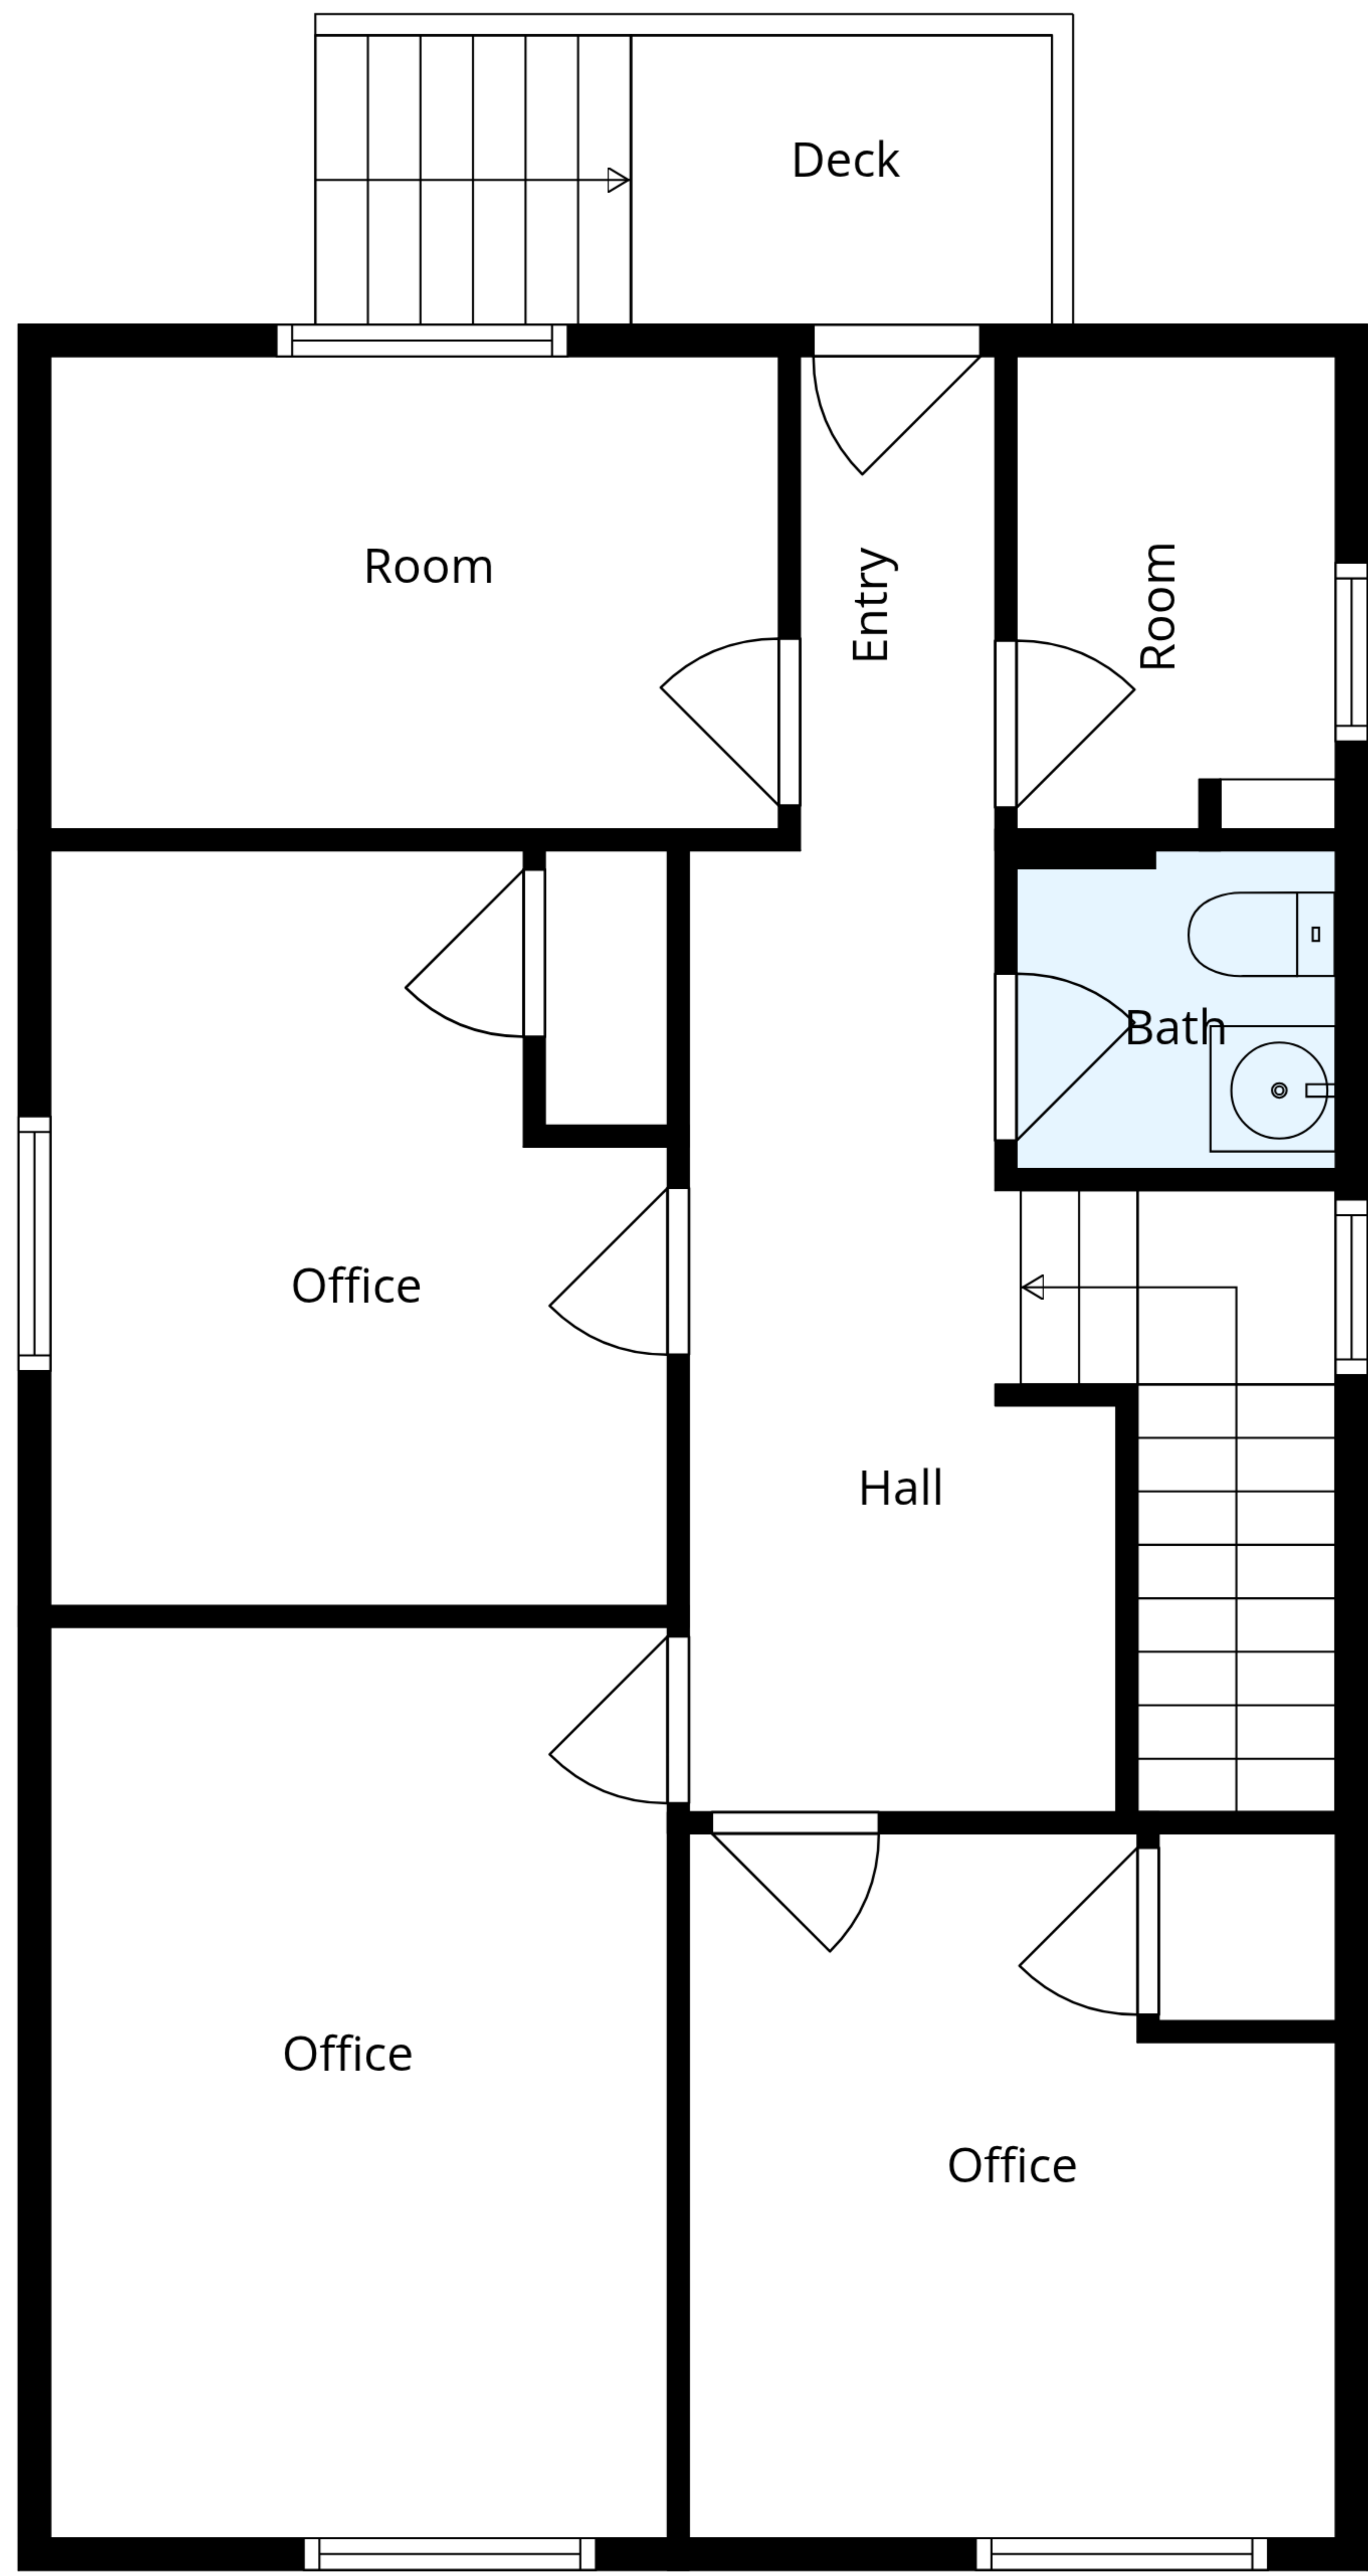 Deck
Room
Entry
Room
Bath
Office
Hall
Office
Office